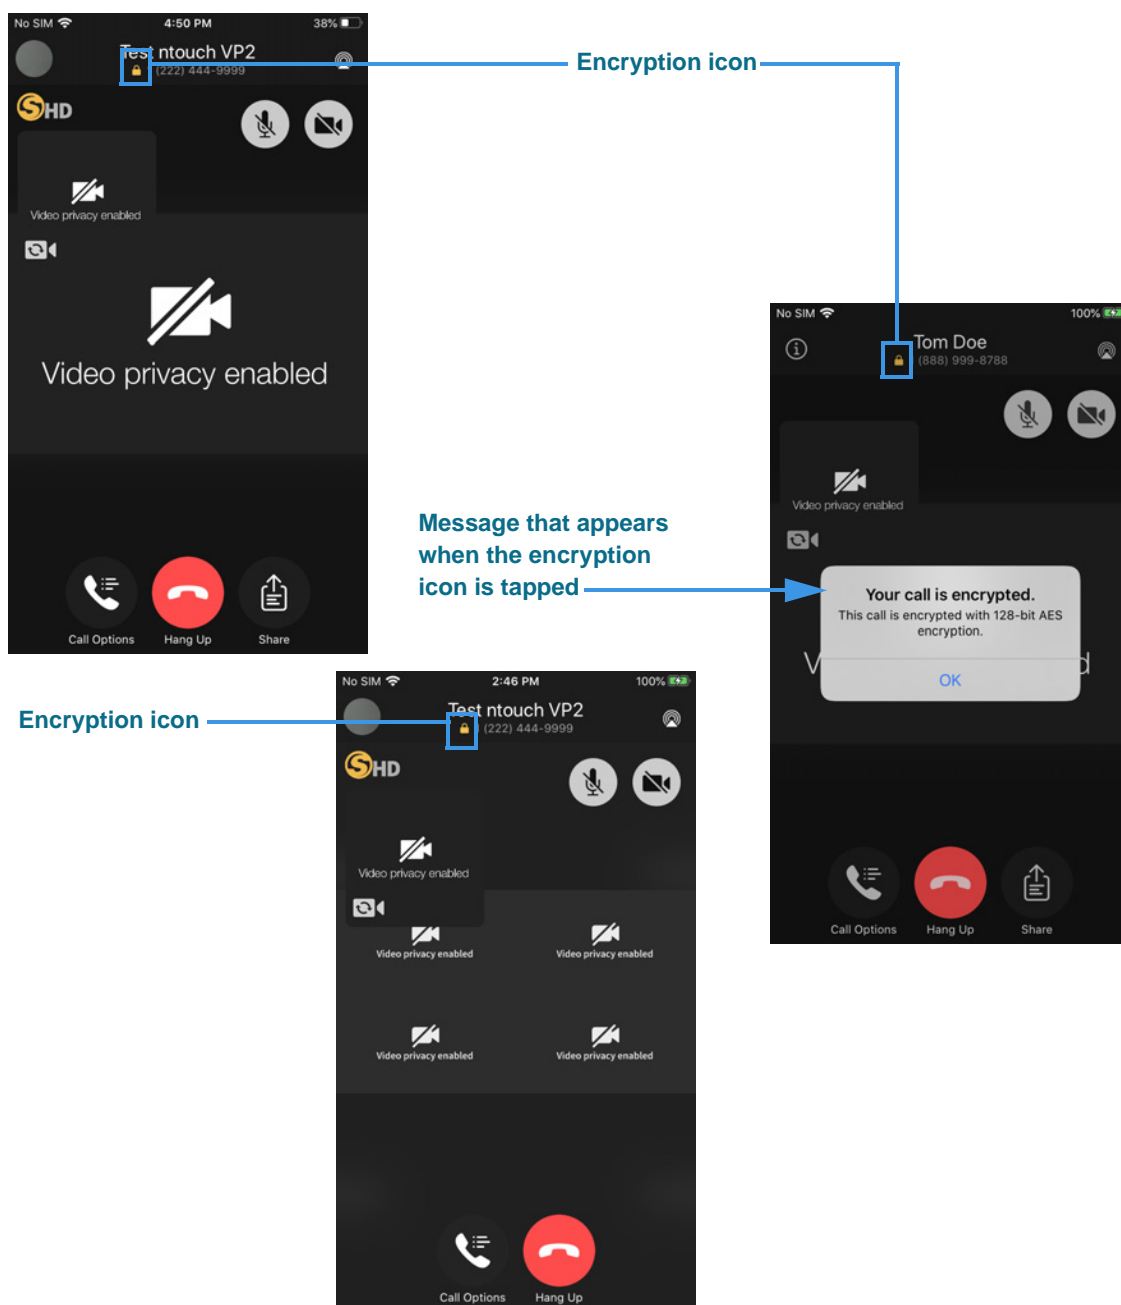 No SIM
4:50 PM
38%
Test ntouch VP2
(222) 444-9999
SHD
Video privacy enabled
Video privacy enabled
Call Options
Hang Up
Share
Encryption icon
No SIM
100%
Tom Doe
(888) 999-8788
Video privacy enabled
Message that appears
when the encryption
icon is tapped
Your call is encrypted.
This call is encrypted with 128-bit AES
encryption.
V
d
OK
Call Options
Hang Up
Share
Encryption icon
No SIM
2:46 PM
100%
Test ntouch VP2
(222) 444-9999
SHD
Video privacy enabled
Video privacy enabled
Video privacy enabled
Video privacy enabled
Video privacy enabled
Call Options
Hang Up